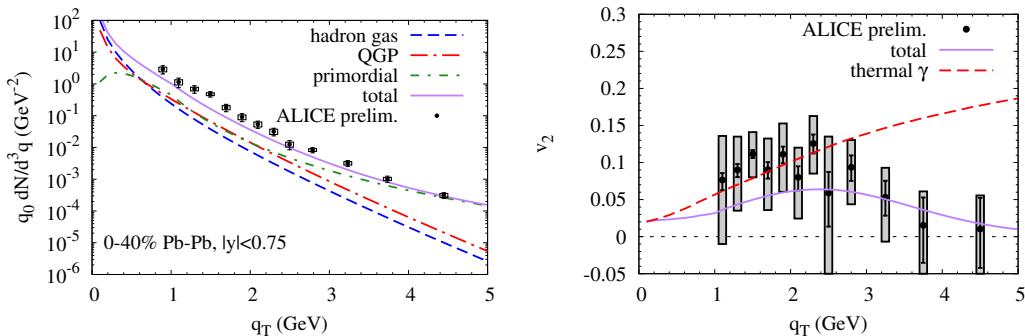 q₀ dN/d³q (GeV⁻²)
10²
10¹
10⁰
10⁻¹
10⁻²
10⁻³
10⁻⁴
10⁻⁵
10⁻⁶
hadron gas
QGP
primordial
total
ALICE prelim.
0-40% Pb-Pb, |y|<0.75
0 1 2 3 4 5
q_T (GeV)
v₂
0.3
0.25
0.2
0.15
0.1
0.05
0
-0.05
ALICE prelim.
total
thermal γ
0 1 2 3 4 5
q_T (GeV)